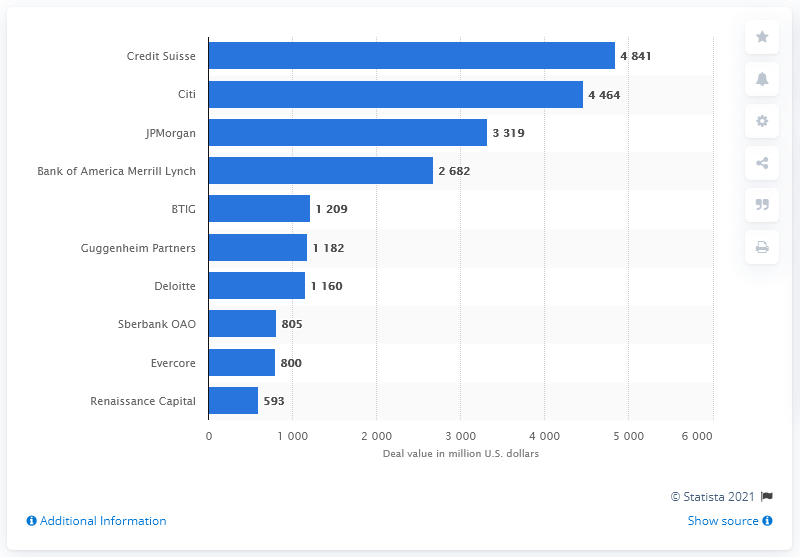 Credit Suisse 4 841
Citi 4 464
JPMorgan 3 319
Bank of America Merrill Lynch 2 682
BTIG 1 209
Guggenheim Partners 1 182
Deloitte 1 160
Sberbank OAO 805
Evercore 800
Renaissance Capital 593
0 1 000 2 000 3 000 4 000 5 000 6 000
Deal value in million U.S. dollars
© Statista 2021
Additional Information
Show source